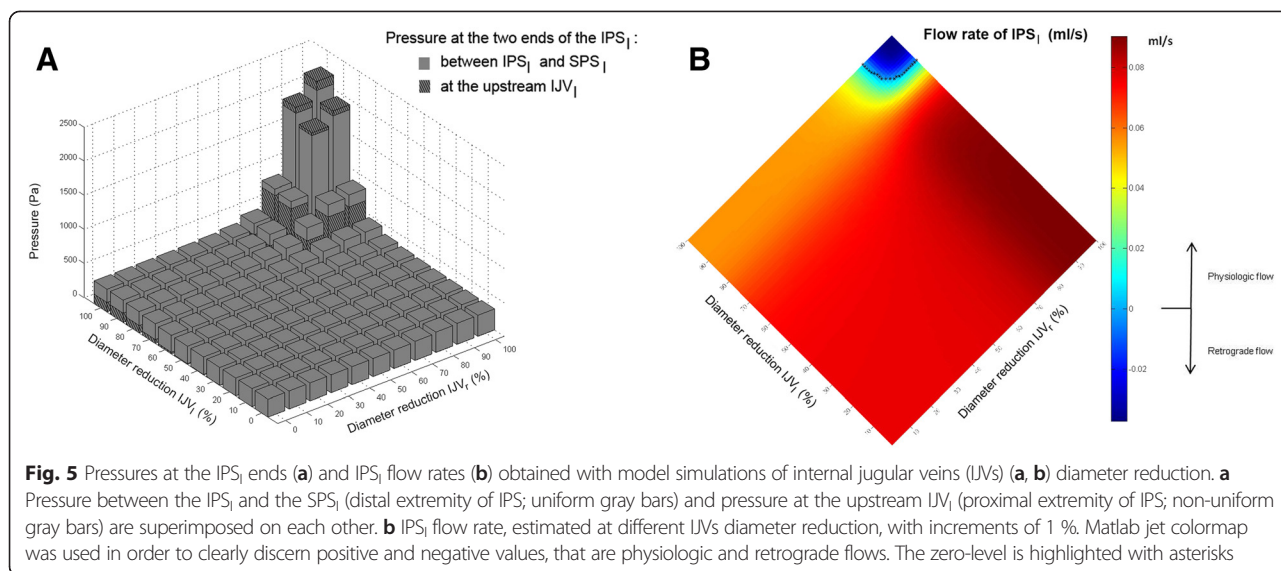 A
Pressure at the two ends of the IPSl :
between IPSl and SPSl
at the upstream IJVl
2500
2000
1500
1000
500
0
Pressure (Pa)
100
90
80
70
60
50
40
30
20
10
0
Diameter reduction IJVl (%)
0
10
20
30
40
50
60
70
80
90
100
Diameter reduction IJVr (%)
B
Flow rate of IPSl (ml/s)
ml/s
0.08
0.06
0.04
0.02
0
-0.02
Physiologic flow
Retrograde flow
Diameter reduction IJVl (%)
Diameter reduction IJVr (%)
Fig. 5 Pressures at the IPSl ends (a) and IPSl flow rates (b) obtained with model simulations of internal jugular veins (IJVs) (a, b) diameter reduction. a
Pressure between the IPSl and the SPSl (distal extremity of IPS; uniform gray bars) and pressure at the upstream IJVl (proximal extremity of IPS; non-uniform
gray bars) are superimposed on each other. b IPSl flow rate, estimated at different IJVs diameter reduction, with increments of 1 %. Matlab jet colormap
was used in order to clearly discern positive and negative values, that are physiologic and retrograde flows. The zero-level is highlighted with asterisks